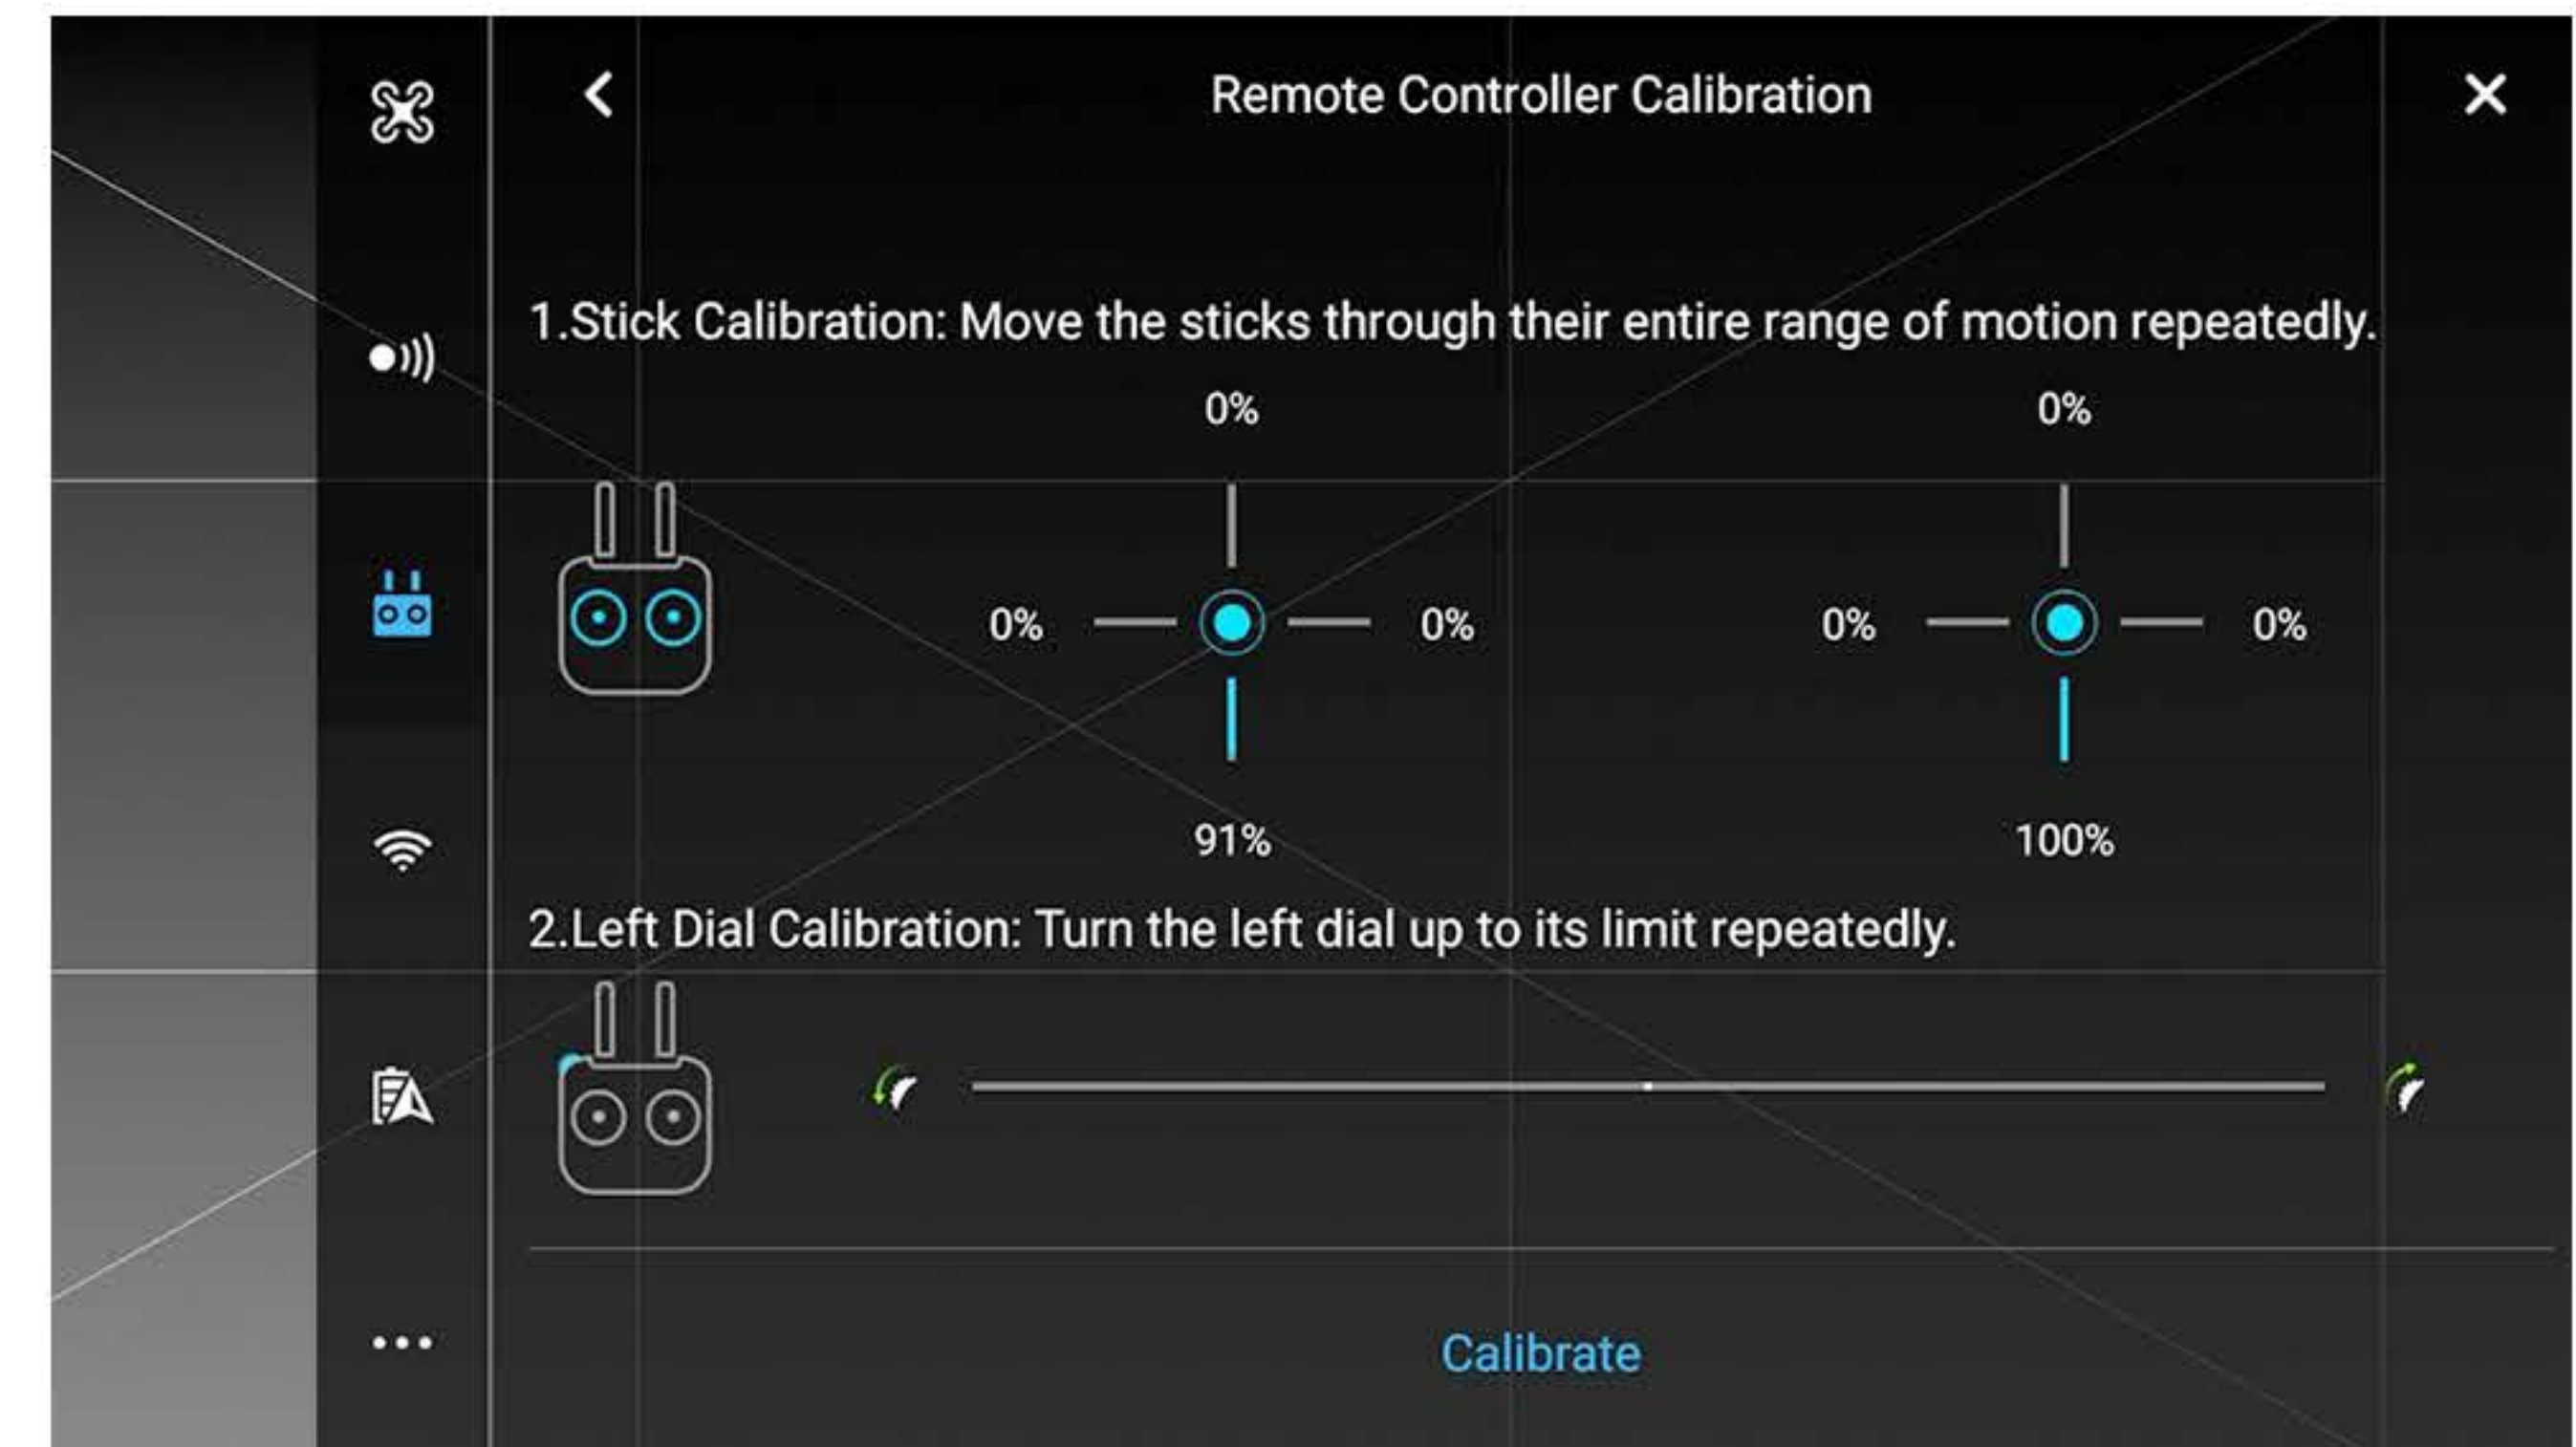 Remote Controller Calibration
1.Stick Calibration: Move the sticks through their entire range of motion repeatedly.
0% 0%
0% 0% 0% 0%
91% 100%
2.Left Dial Calibration: Turn the left dial up to its limit repeatedly.
Calibrate